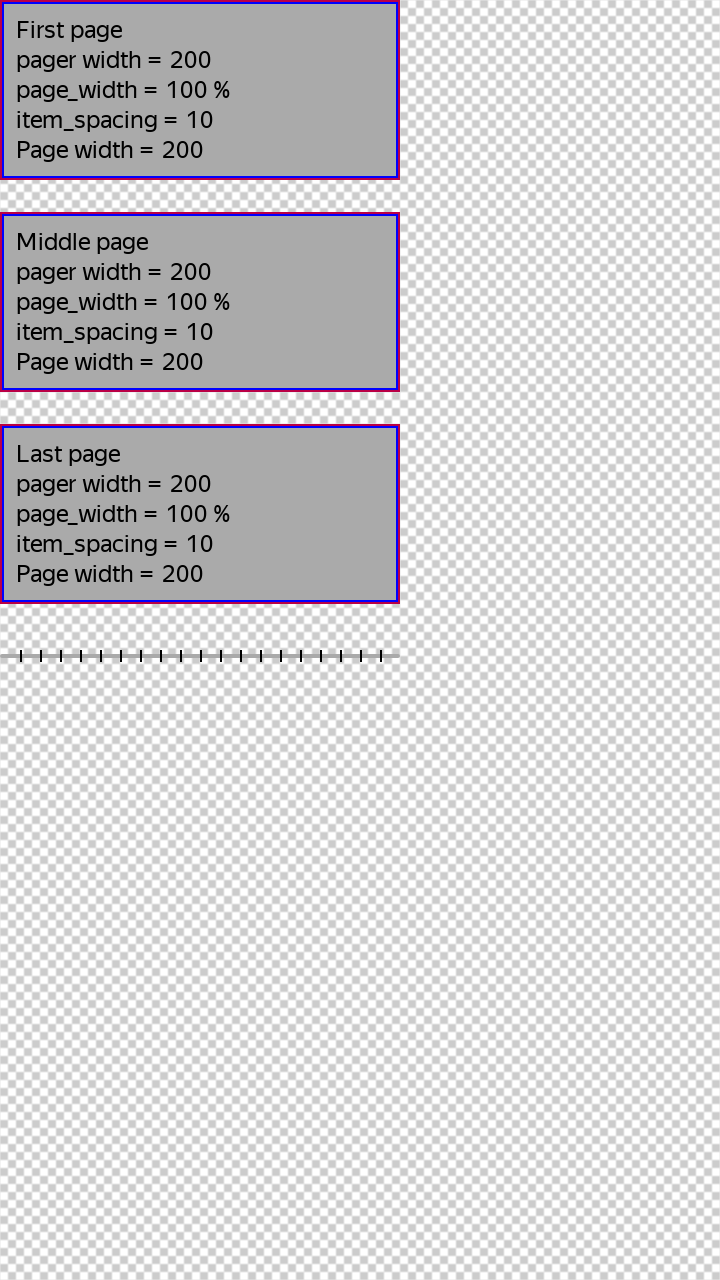 First page
pager width = 200
page_width = 100 %
item_spacing = 10
Page width = 200
Middle page
pager width = 200
page_width = 100 %
item_spacing = 10
Page width = 200
Last page
pager width = 200
page_width = 100 %
item_spacing = 10
Page width = 200